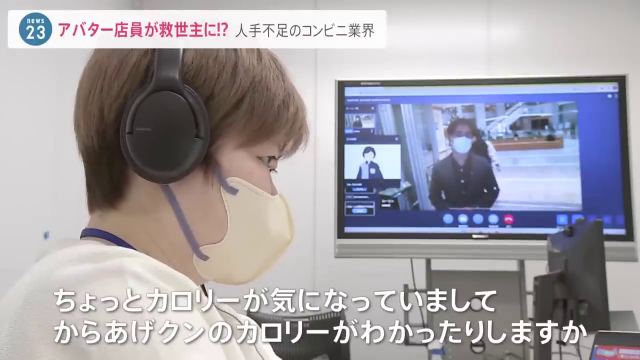 news
23
アバター店員が救世主に!?
人手不足のコンビニ業界
ちょっとカロリーが気になっていまして
からあげクンのカロリーがわかったりしますか